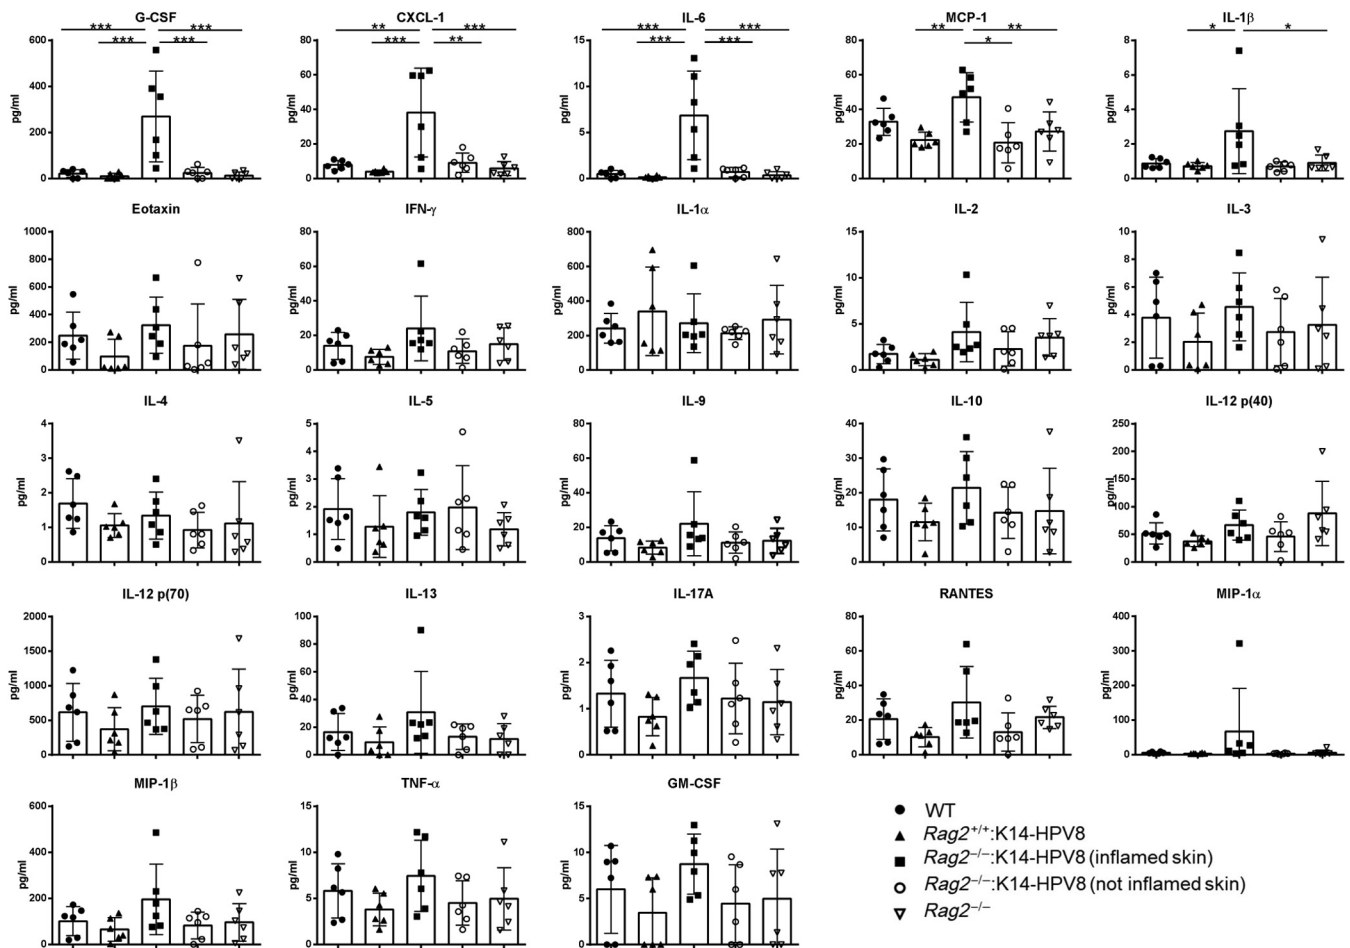 G-CSF
*** ***
*** ***
600
400
200
0
pg/ml
CXCL-1
** ***
*** **
80
60
40
20
0
pg/ml
IL-6
*** ***
*** ***
15
10
5
0
pg/ml
MCP-1
** **
*
80
60
40
20
0
pg/ml
IL-1β
* *
8
6
4
2
0
pg/ml
Eotaxin
1000
800
600
400
200
0
pg/ml
IFN-γ
80
60
40
20
0
pg/ml
IL-1α
800
600
400
200
0
pg/ml
IL-2
15
10
5
0
pg/ml
IL-3
10
8
6
4
2
0
pg/ml
IL-4
4
3
2
1
0
pg/ml
IL-5
5
4
3
2
1
0
pg/ml
IL-9
80
60
40
20
0
pg/ml
IL-10
40
30
20
10
0
pg/ml
IL-12 p(40)
250
200
150
100
50
0
pg/ml
IL-12 p(70)
2000
1500
1000
500
0
pg/ml
IL-13
100
80
60
40
20
0
pg/ml
IL-17A
3
2
1
0
pg/ml
RANTES
80
60
40
20
0
pg/ml
MIP-1α
400
300
200
100
0
pg/ml
MIP-1β
600
400
200
0
pg/ml
TNF-α
15
10
5
0
pg/ml
GM-CSF
15
10
5
0
pg/ml
WT
Rag2+/+:K14-HPV8
Rag2−/−:K14-HPV8 (inflamed skin)
Rag2−/−:K14-HPV8 (not inflamed skin)
Rag2−/−